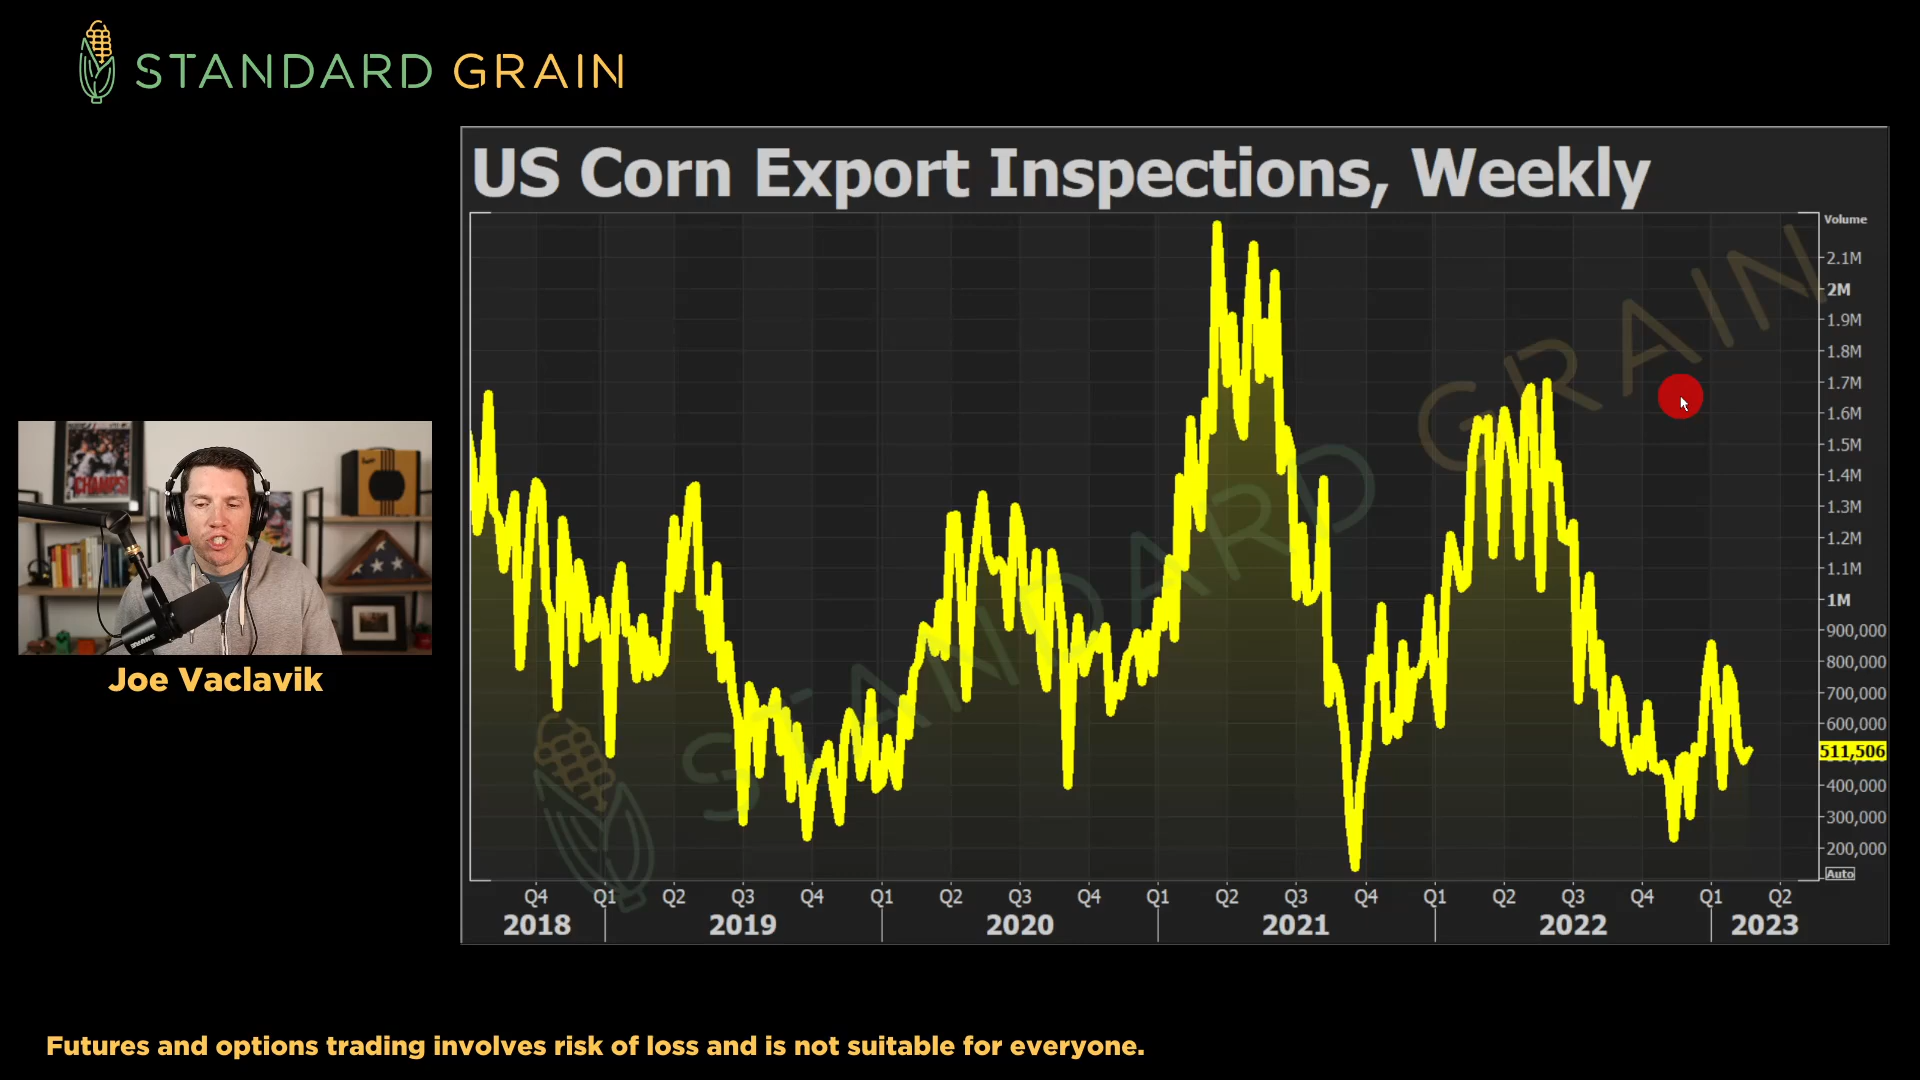 STANDARD GRAIN
US Corn Export Inspections, Weekly
Volume
2.1M
2M
1.9M
1.8M
1.7M
1.6M
1.5M
1.4M
1.3M
1.2M
1.1M
1M
900,000
800,000
700,000
600,000
511,506
400,000
300,000
200,000
Auto
STANDARD GRAIN
Q4 Q1 Q2 Q3 Q4 Q1 Q2 Q3 Q4 Q1 Q2 Q3 Q4 Q1 Q2 Q3 Q4 Q1 Q2
2018 2019 2020 2021 2022 2023
CHAMPS!
Joe Vaclavik
Futures and options trading involves risk of loss and is not suitable for everyone.